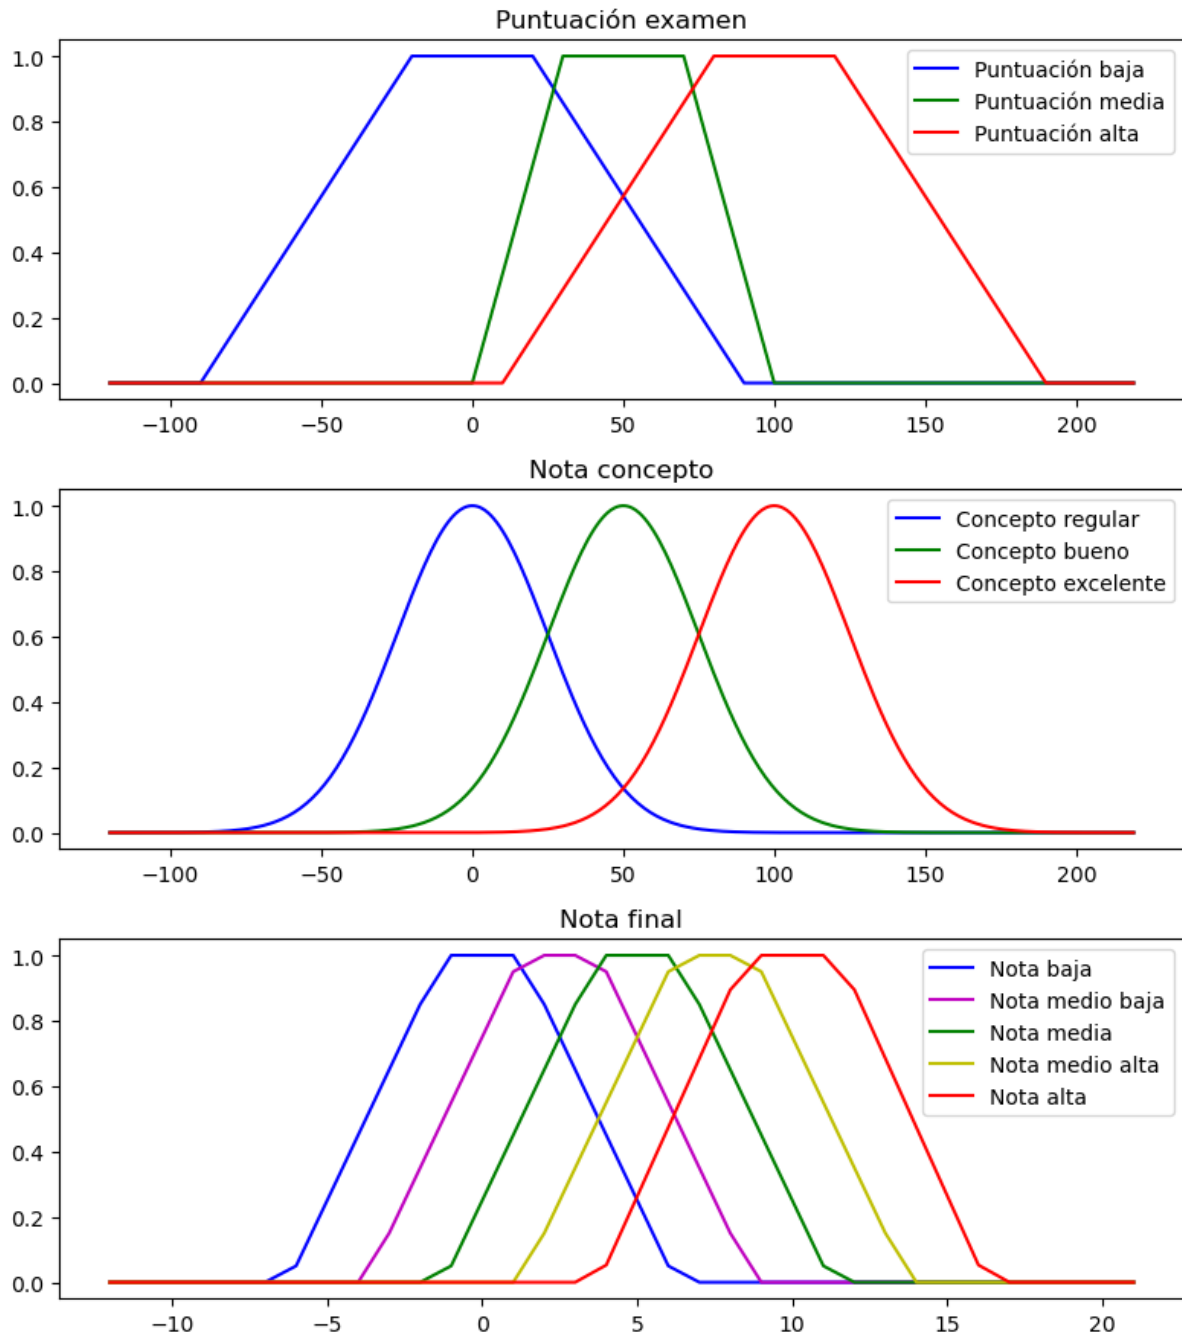 Puntuación examen
1.0
0.8
0.6
0.4
0.2
0.0
Puntuación baja
Puntuación media
Puntuación alta
−100 −50 0 50 100 150 200
Nota concepto
1.0
0.8
0.6
0.4
0.2
0.0
Concepto regular
Concepto bueno
Concepto excelente
−100 −50 0 50 100 150 200
Nota final
1.0
0.8
0.6
0.4
0.2
0.0
Nota baja
Nota medio baja
Nota media
Nota medio alta
Nota alta
−10 −5 0 5 10 15 20